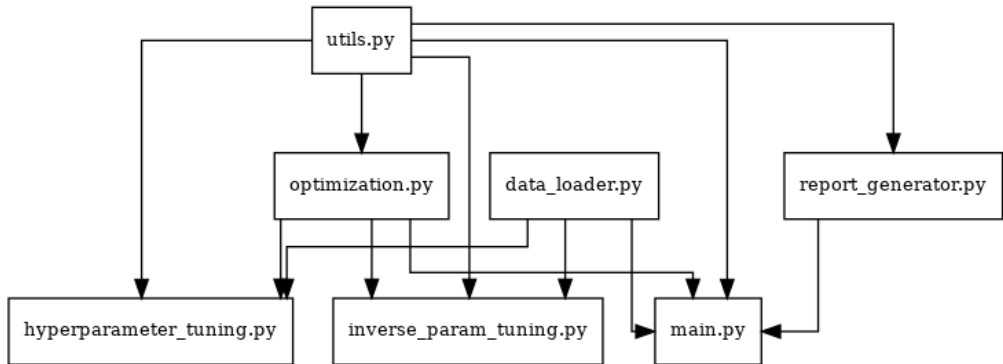 utils.py
optimization.py
data_loader.py
report_generator.py
hyperparameter_tuning.py
inverse_param_tuning.py
main.py